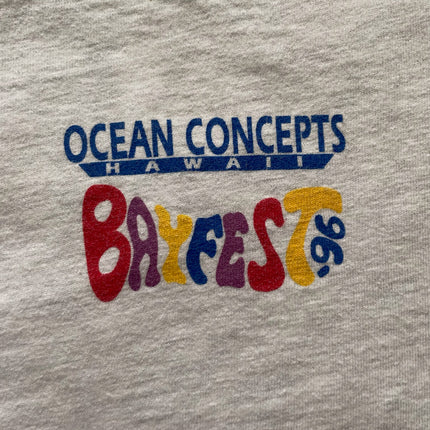 OCEAN CONCEPTS
HAWAII
BAYFEST 96'